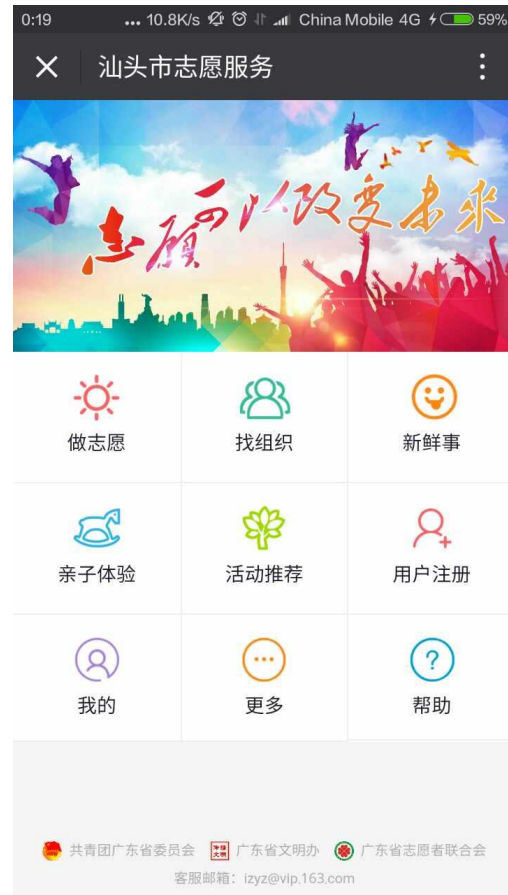 0:19 ... 10.8K/s China Mobile 4G 59%
汕头市志愿服务
志愿可以改变未来
做志愿 找组织 新鲜事
亲子体验 活动推荐 用户注册
我的 更多 帮助
共青团广东省委员会 广东省文明办 广东省志愿者联合会
客服邮箱：izyz@vip.163.com